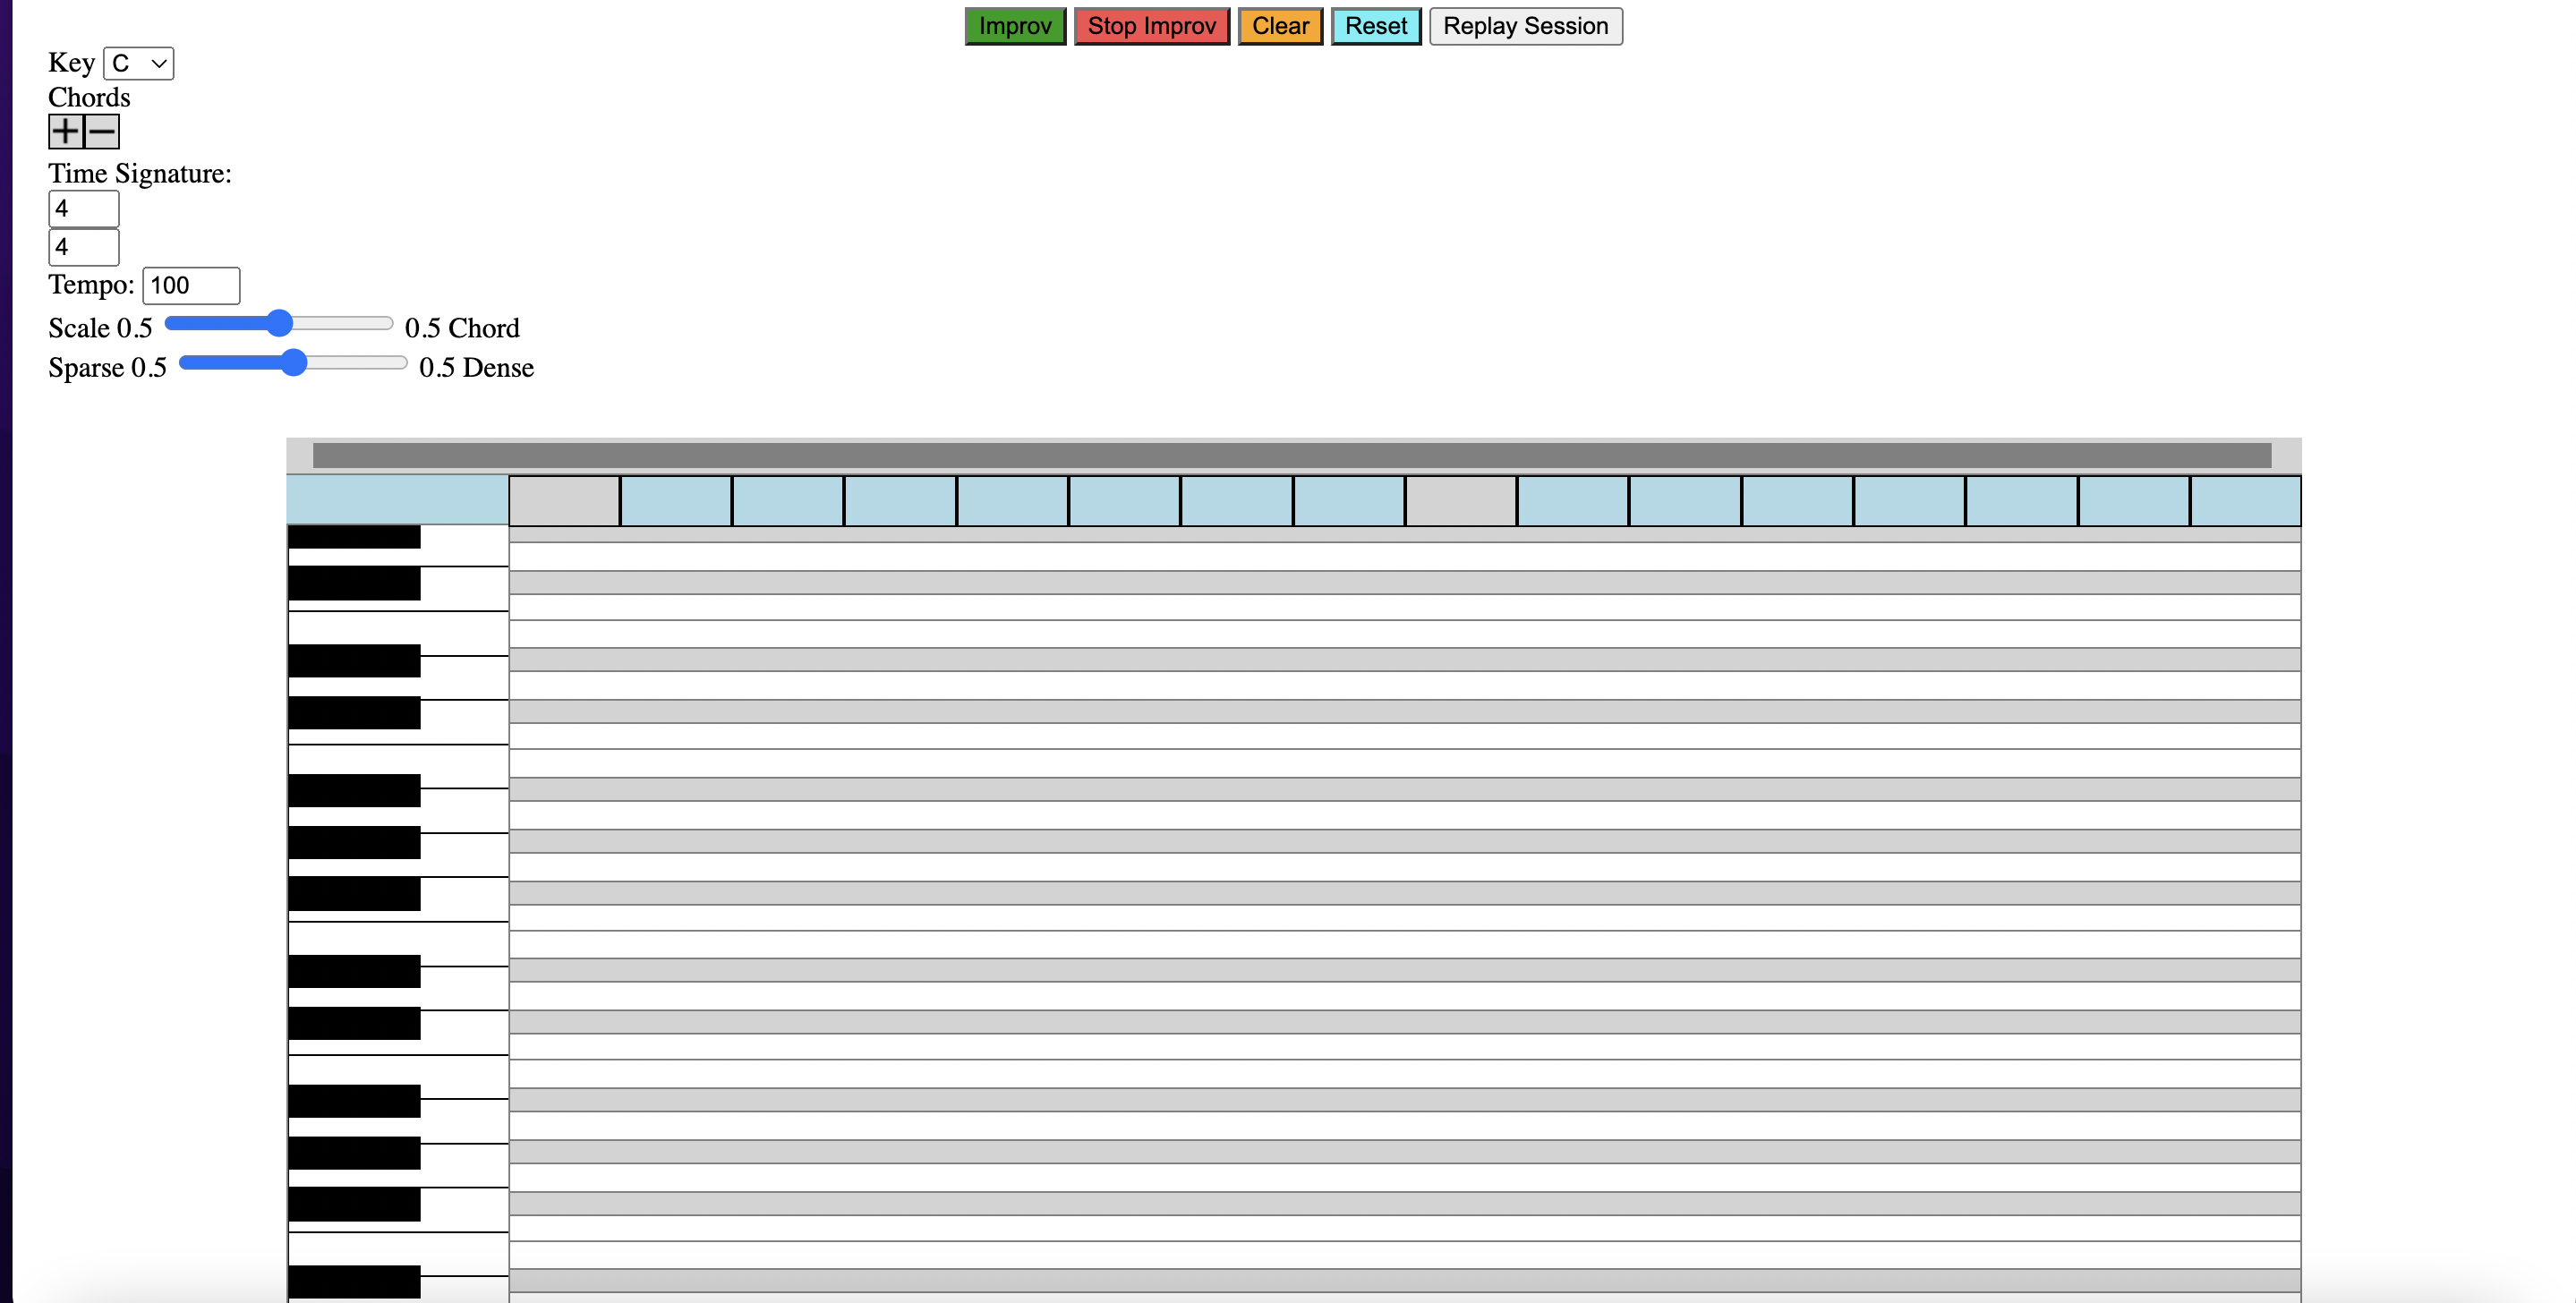 Improv Stop Improv Clear Reset Replay Session
Key C
Chords
+ −
Time Signature:
4
4
Tempo: 100
Scale 0.5 0.5 Chord
Sparse 0.5 0.5 Dense